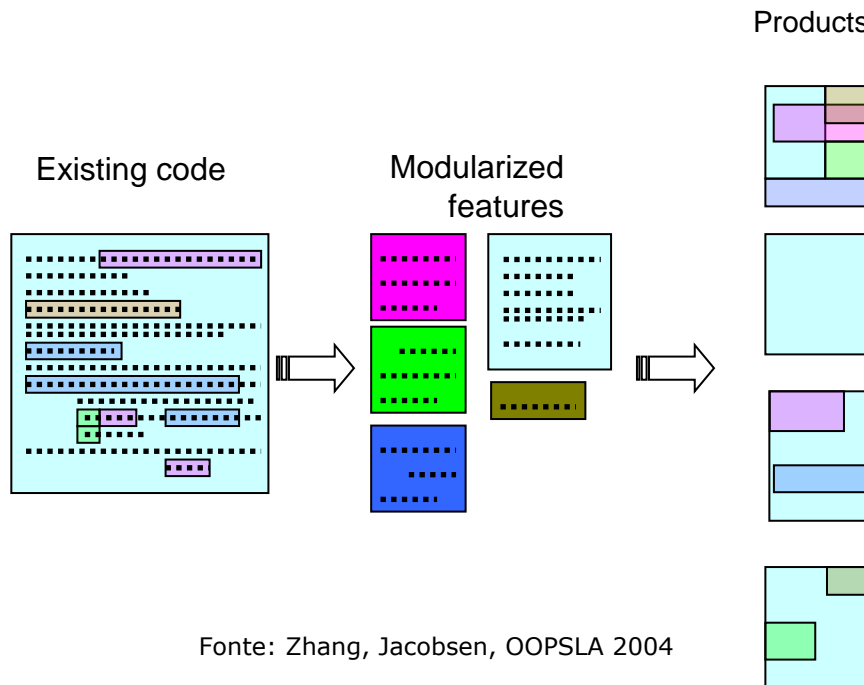 Products
Existing code
Modularized
features
Fonte: Zhang, Jacobsen, OOPSLA 2004